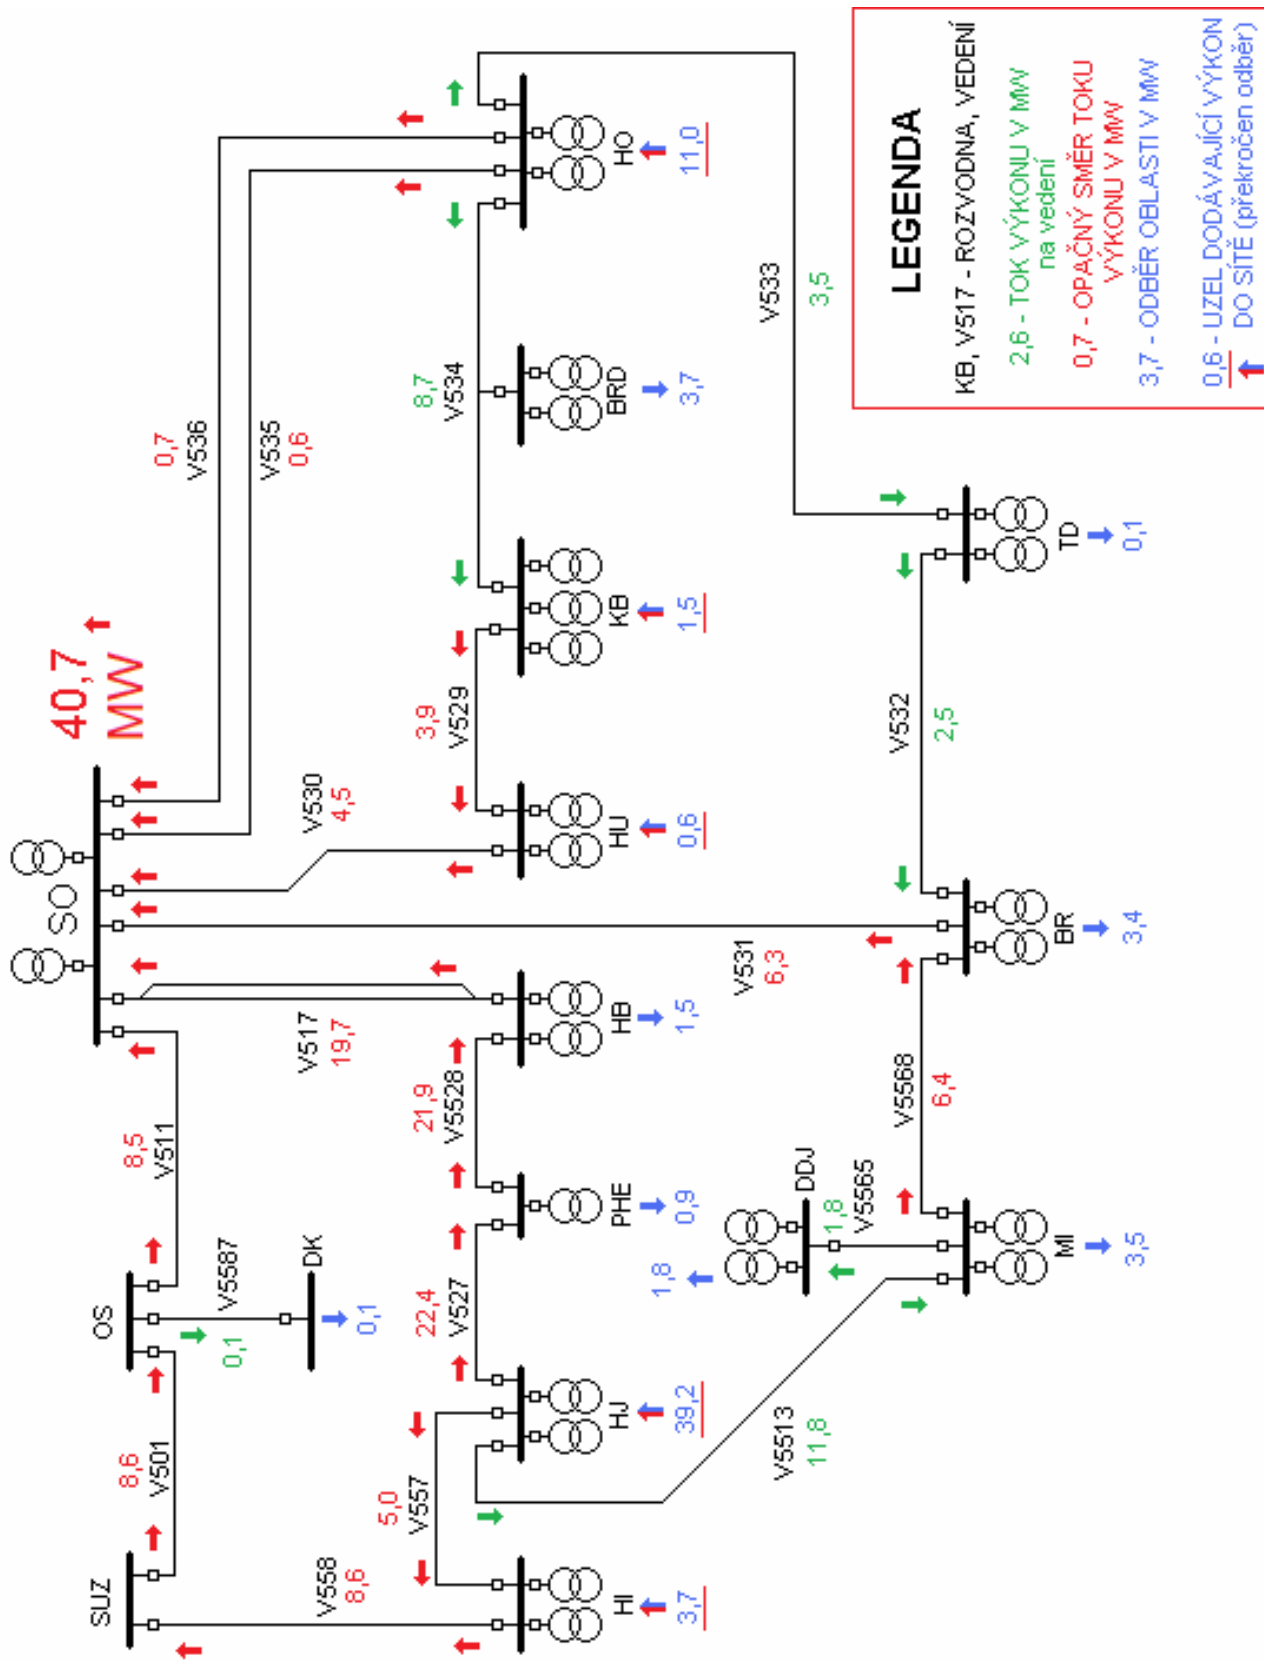 SO
40,7
MW
SUZ
OS
8,6
V501
8,5
V511
0,7
V536
V535
0,6
0,1
V5587
DK
0,1
V558
8,6
V517
19,7
V530
4,5
5,0
V557
22,4
V527
21,9
V5528
3,9
V529
8,7
V534
HI
HJ
PHE
HB
HU
KB
BRD
HO
3,7
39,2
0,9
1,5
0,6
1,5
3,7
11,0
1,8
DDJ
1,8
V5565
V531
6,3
V533
3,5
V5513
11,8
V5568
6,4
V532
2,5
MI
BR
TD
3,5
3,4
0,1
LEGENDA
KB, V517 - ROZVODNA, VEDENÍ
2,6 - TOK VÝKONU V MW
na vedení
0,7 - OPAČNÝ SMĚR TOKU
VÝKONU V MW
3,7 - ODBĚR OBLASTI V MW
0,6 - UZEL DODÁVAJÍCÍ VÝKON
DO SÍTĚ (překročen odběr)